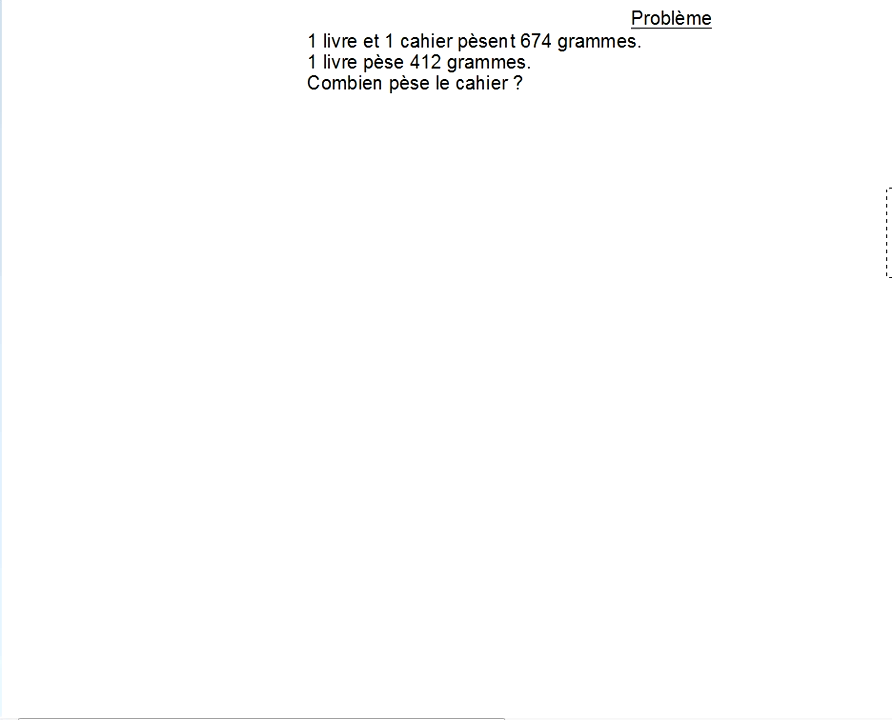 Problème
1 livre et 1 cahier pèsent 674 grammes.
1 livre pèse 412 grammes.
Combien pèse le cahier ?